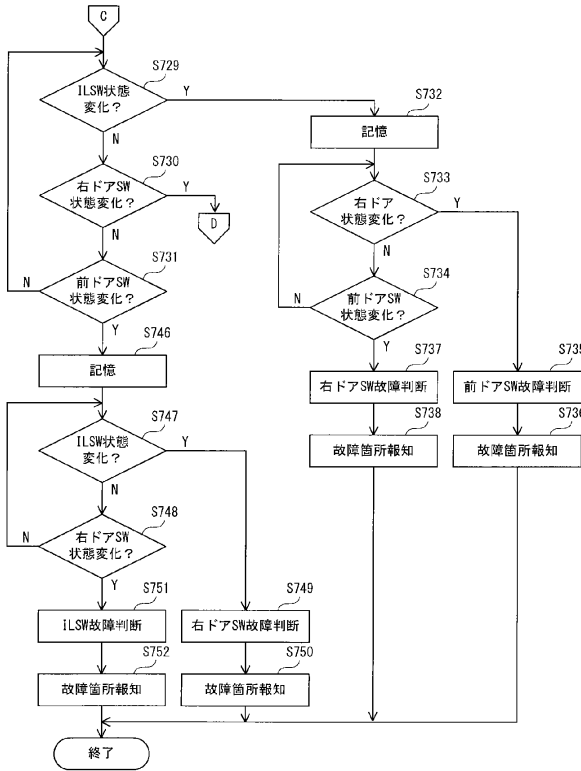 C
S729
ILSW状態
変化?
Y
N
S732
記憶
S730
右ドアSW
状態変化?
Y
N
D
S733
右ドア
状態変化?
Y
N
S731
前ドアSW
状態変化?
N
Y
S734
前ドアSW
状態変化?
N
Y
S746
記憶
S737
右ドアSW故障判断
S735
前ドアSW故障判断
S738
故障箇所報知
S736
故障箇所報知
S747
ILSW状態
変化?
Y
N
S748
右ドアSW
状態変化?
N
Y
S751
ILSW故障判断
S749
右ドアSW故障判断
S752
故障箇所報知
S750
故障箇所報知
終了